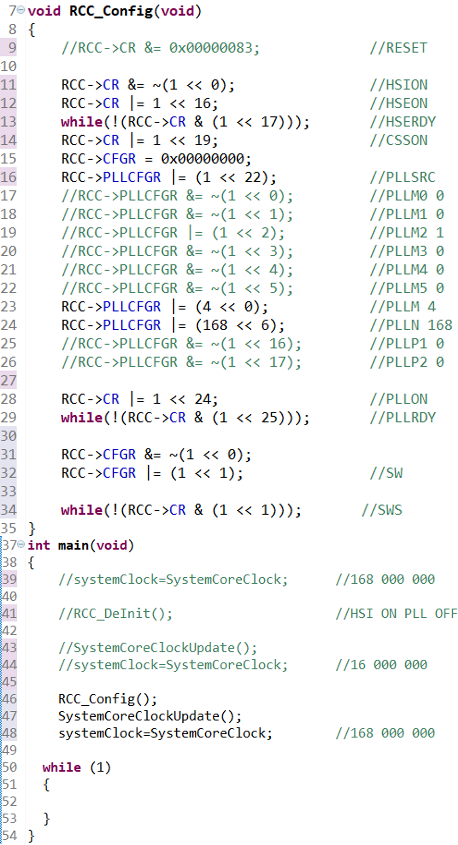 7 void RCC_Config(void)
8 {
9     //RCC->CR &= 0x00000083;             //RESET
10
11     RCC->CR &= ~(1 << 0);                //HSION
12     RCC->CR |= 1 << 16;                  //HSEON
13     while(!(RCC->CR & (1 << 17)));       //HSERDY
14     RCC->CR |= 1 << 19;                  //CSSON
15     RCC->CFGR = 0x00000000;
16     RCC->PLLCFGR |= (1 << 22);           //PLLSRC
17     //RCC->PLLCFGR &= ~(1 << 0);         //PLLM0 0
18     //RCC->PLLCFGR &= ~(1 << 1);         //PLLM1 0
19     //RCC->PLLCFGR |= (1 << 2);          //PLLM2 1
20     //RCC->PLLCFGR &= ~(1 << 3);         //PLLM3 0
21     //RCC->PLLCFGR &= ~(1 << 4);         //PLLM4 0
22     //RCC->PLLCFGR &= ~(1 << 5);         //PLLM5 0
23     RCC->PLLCFGR |= (4 << 0);            //PLLM 4
24     RCC->PLLCFGR |= (168 << 6);          //PLLN 168
25     //RCC->PLLCFGR &= ~(1 << 16);        //PLLP1 0
26     //RCC->PLLCFGR &= ~(1 << 17);        //PLLP2 0
27
28     RCC->CR |= 1 << 24;                  //PLLON
29     while(!(RCC->CR & (1 << 25)));       //PLLRDY
30
31     RCC->CFGR &= ~(1 << 0);
32     RCC->CFGR |= (1 << 1);               //SW
33
34     while(!(RCC->CR & (1 << 1)));       //SWS
35 }
37 int main(void)
38 {
39     //systemClock=SystemCoreClock;      //168 000 000
40
41     //RCC_DeInit();                     //HSI ON PLL OFF
42
43     //SystemCoreClockUpdate();
44     //systemClock=SystemCoreClock;      //16 000 000
45
46     RCC_Config();
47     SystemCoreClockUpdate();
48     systemClock=SystemCoreClock;        //168 000 000
49
50   while (1)
51   {
52
53   }
54 }